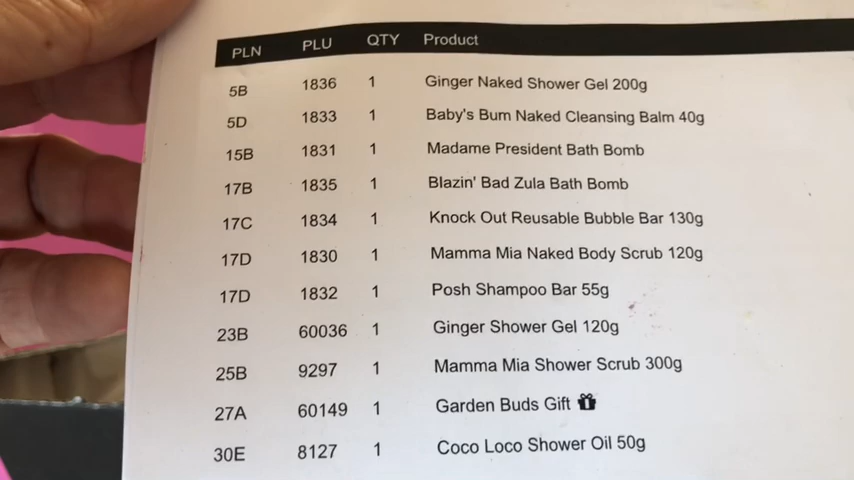 PLN PLU QTY Product
5B 1836 1 Ginger Naked Shower Gel 200g
5D 1833 1 Baby's Bum Naked Cleansing Balm 40g
15B 1831 1 Madame President Bath Bomb
17B 1835 1 Blazin' Bad Zula Bath Bomb
17C 1834 1 Knock Out Reusable Bubble Bar 130g
17D 1830 1 Mamma Mia Naked Body Scrub 120g
17D 1832 1 Posh Shampoo Bar 55g
23B 60036 1 Ginger Shower Gel 120g
25B 9297 1 Mamma Mia Shower Scrub 300g
27A 60149 1 Garden Buds Gift
30E 8127 1 Coco Loco Shower Oil 50g